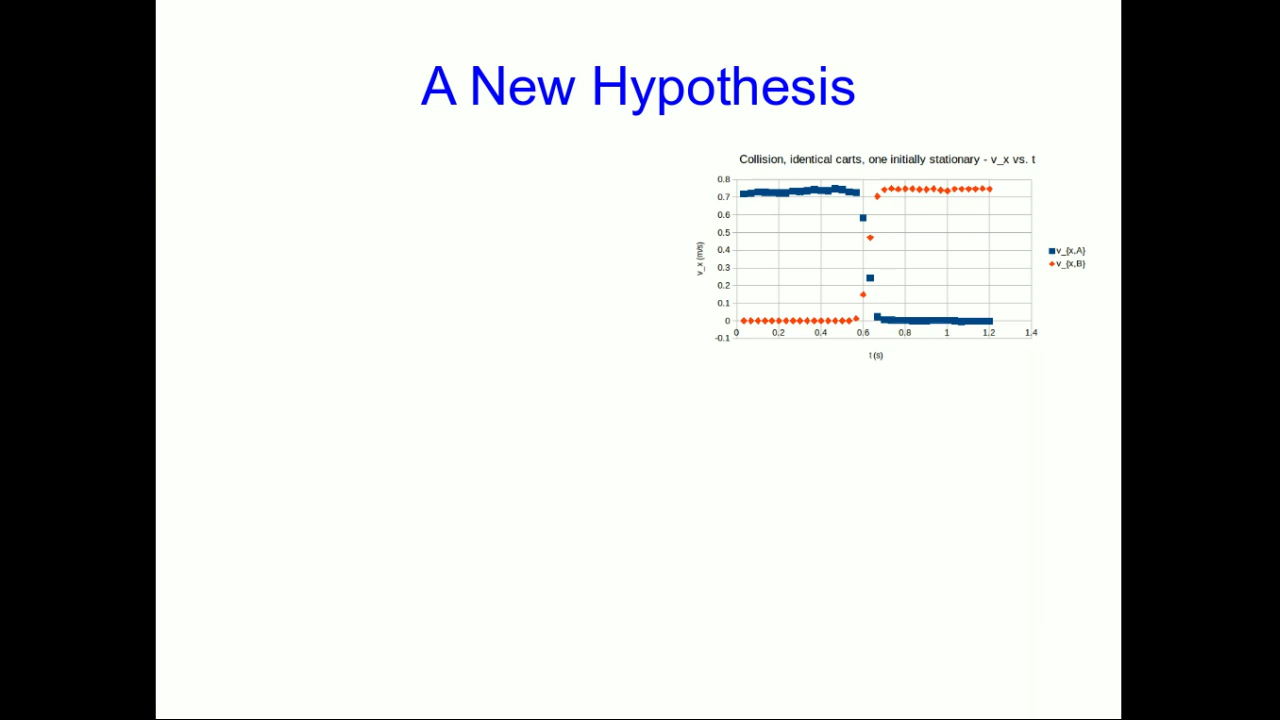 A New Hypothesis
Collision, identical carts, one initially stationary - v_x vs. t
0.8
0.7
0.6
0.5
0.4
0.3
0.2
0.1
0
-0.1
v_x (m/s)
0 0.2 0.4 0.6 0.8 1 1.2 1.4
t (s)
v_{x,A}
v_{x,B}